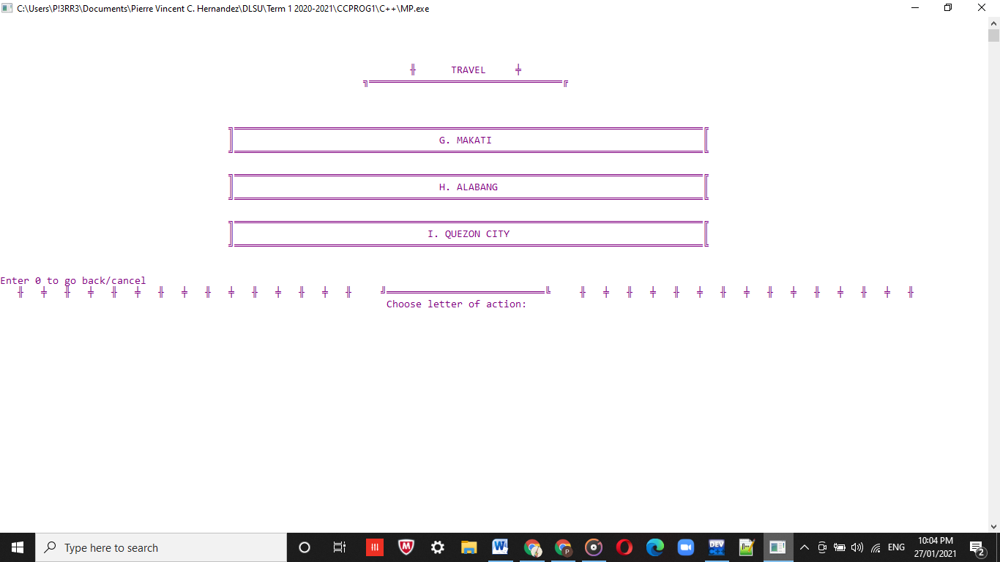 C:\Users\P!3RR3\Documents\Pierre Vincent C. Hernandez\DLSU\Term 1 2020-2021\CCPROG1\C++\MP.exe
╫ TRAVEL ╪
G. MAKATI
H. ALABANG
I. QUEZON CITY
Enter 0 to go back/cancel
Choose letter of action:
Type here to search
DEV
ENG
10:04 PM
27/01/2021
2